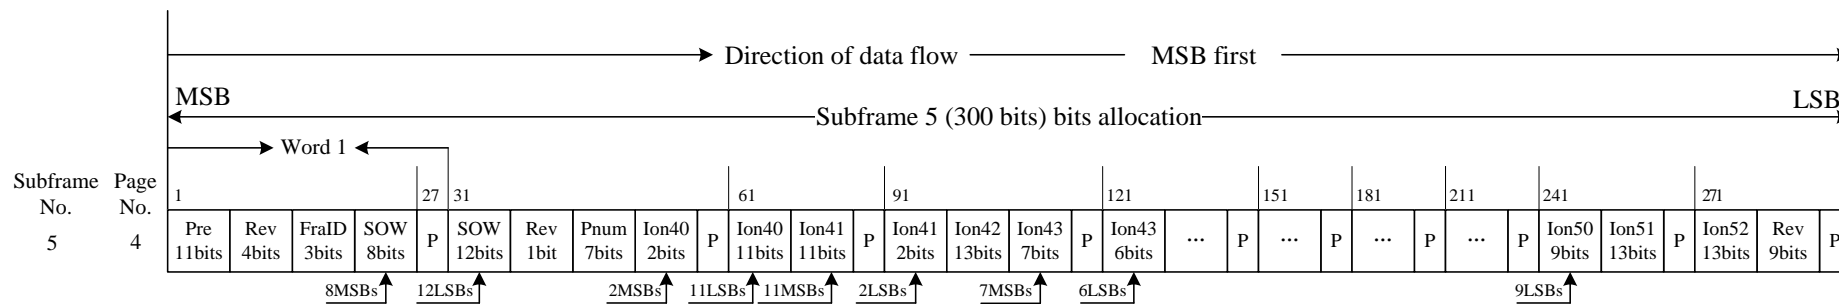 Direction of data flow MSB first
MSB LSB
Subframe 5 (300 bits) bits allocation
Word 1
Subframe No. Page No. 1 27 31 61 91 121 151 181 211 241 271
5 4 Pre 11bits Rev 4bits FraID 3bits SOW 8bits P SOW 12bits Rev 1bit Pnum 7bits Ion40 2bits P Ion40 11bits Ion41 11bits P Ion41 2bits Ion42 13bits Ion43 7bits P Ion43 6bits ... P ... P ... P ... P Ion50 9bits Ion51 13bits P Ion52 13bits Rev 9bits P
8MSBs 12LSBs 2MSBs 11LSBs 11MSBs 2LSBs 7MSBs 6LSBs 9LSBs